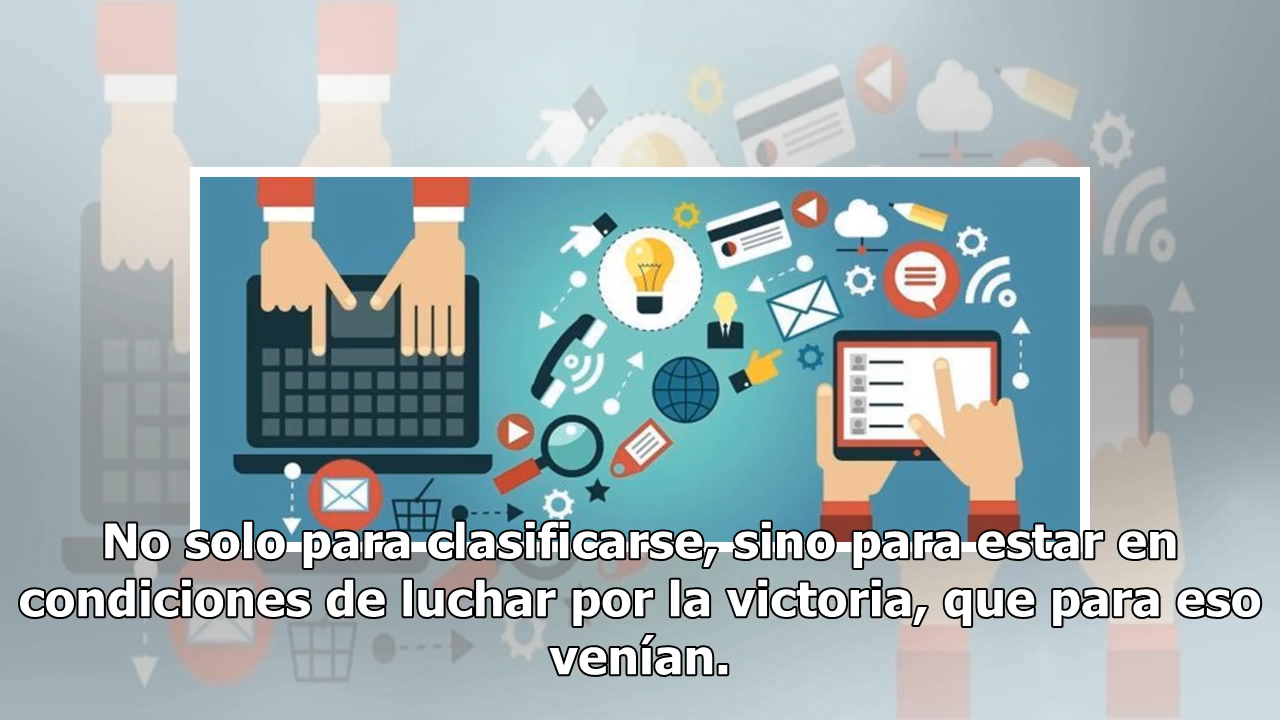 No solo para clasificarse, sino para estar en
condiciones de luchar por la victoria, que para eso
venían.